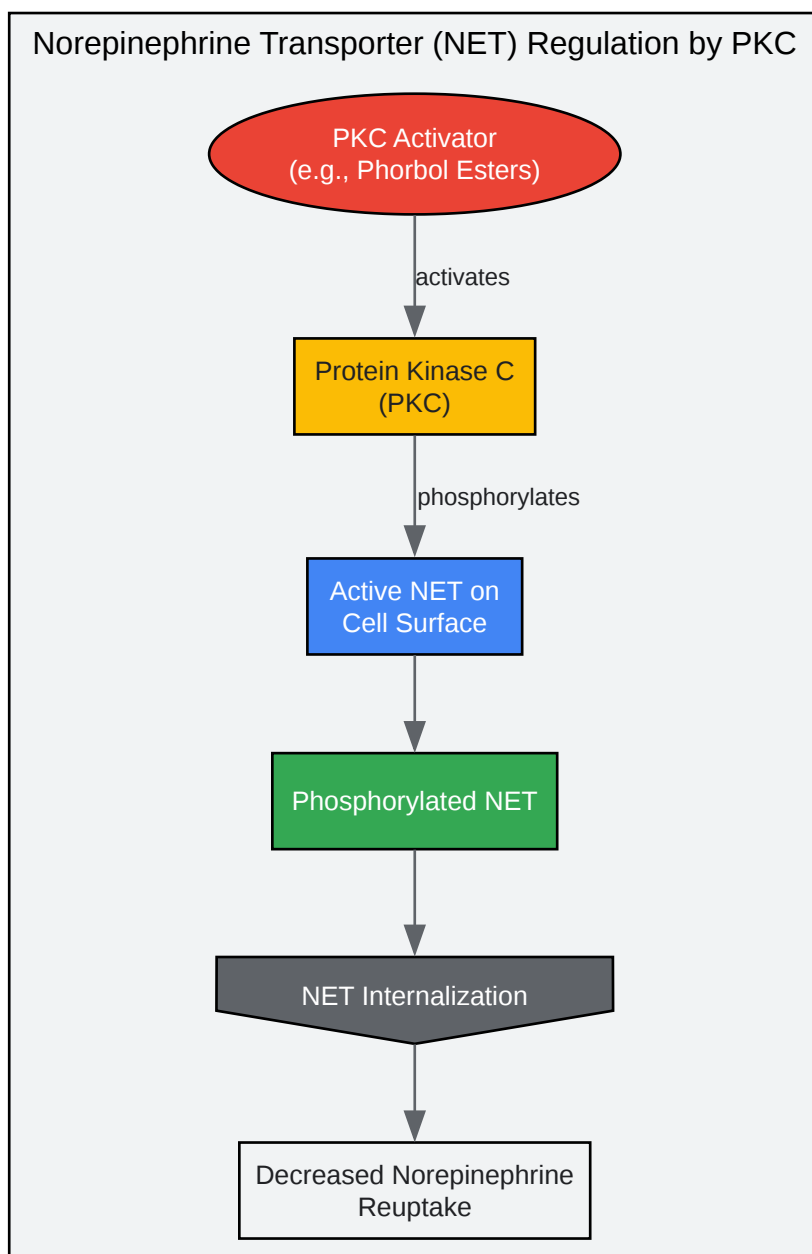 Norepinephrine Transporter (NET) Regulation by PKC
PKC Activator
(e.g., Phorbol Esters)
activates
Protein Kinase C
(PKC)
phosphorylates
Active NET on
Cell Surface
Phosphorylated NET
NET Internalization
Decreased Norepinephrine
Reuptake